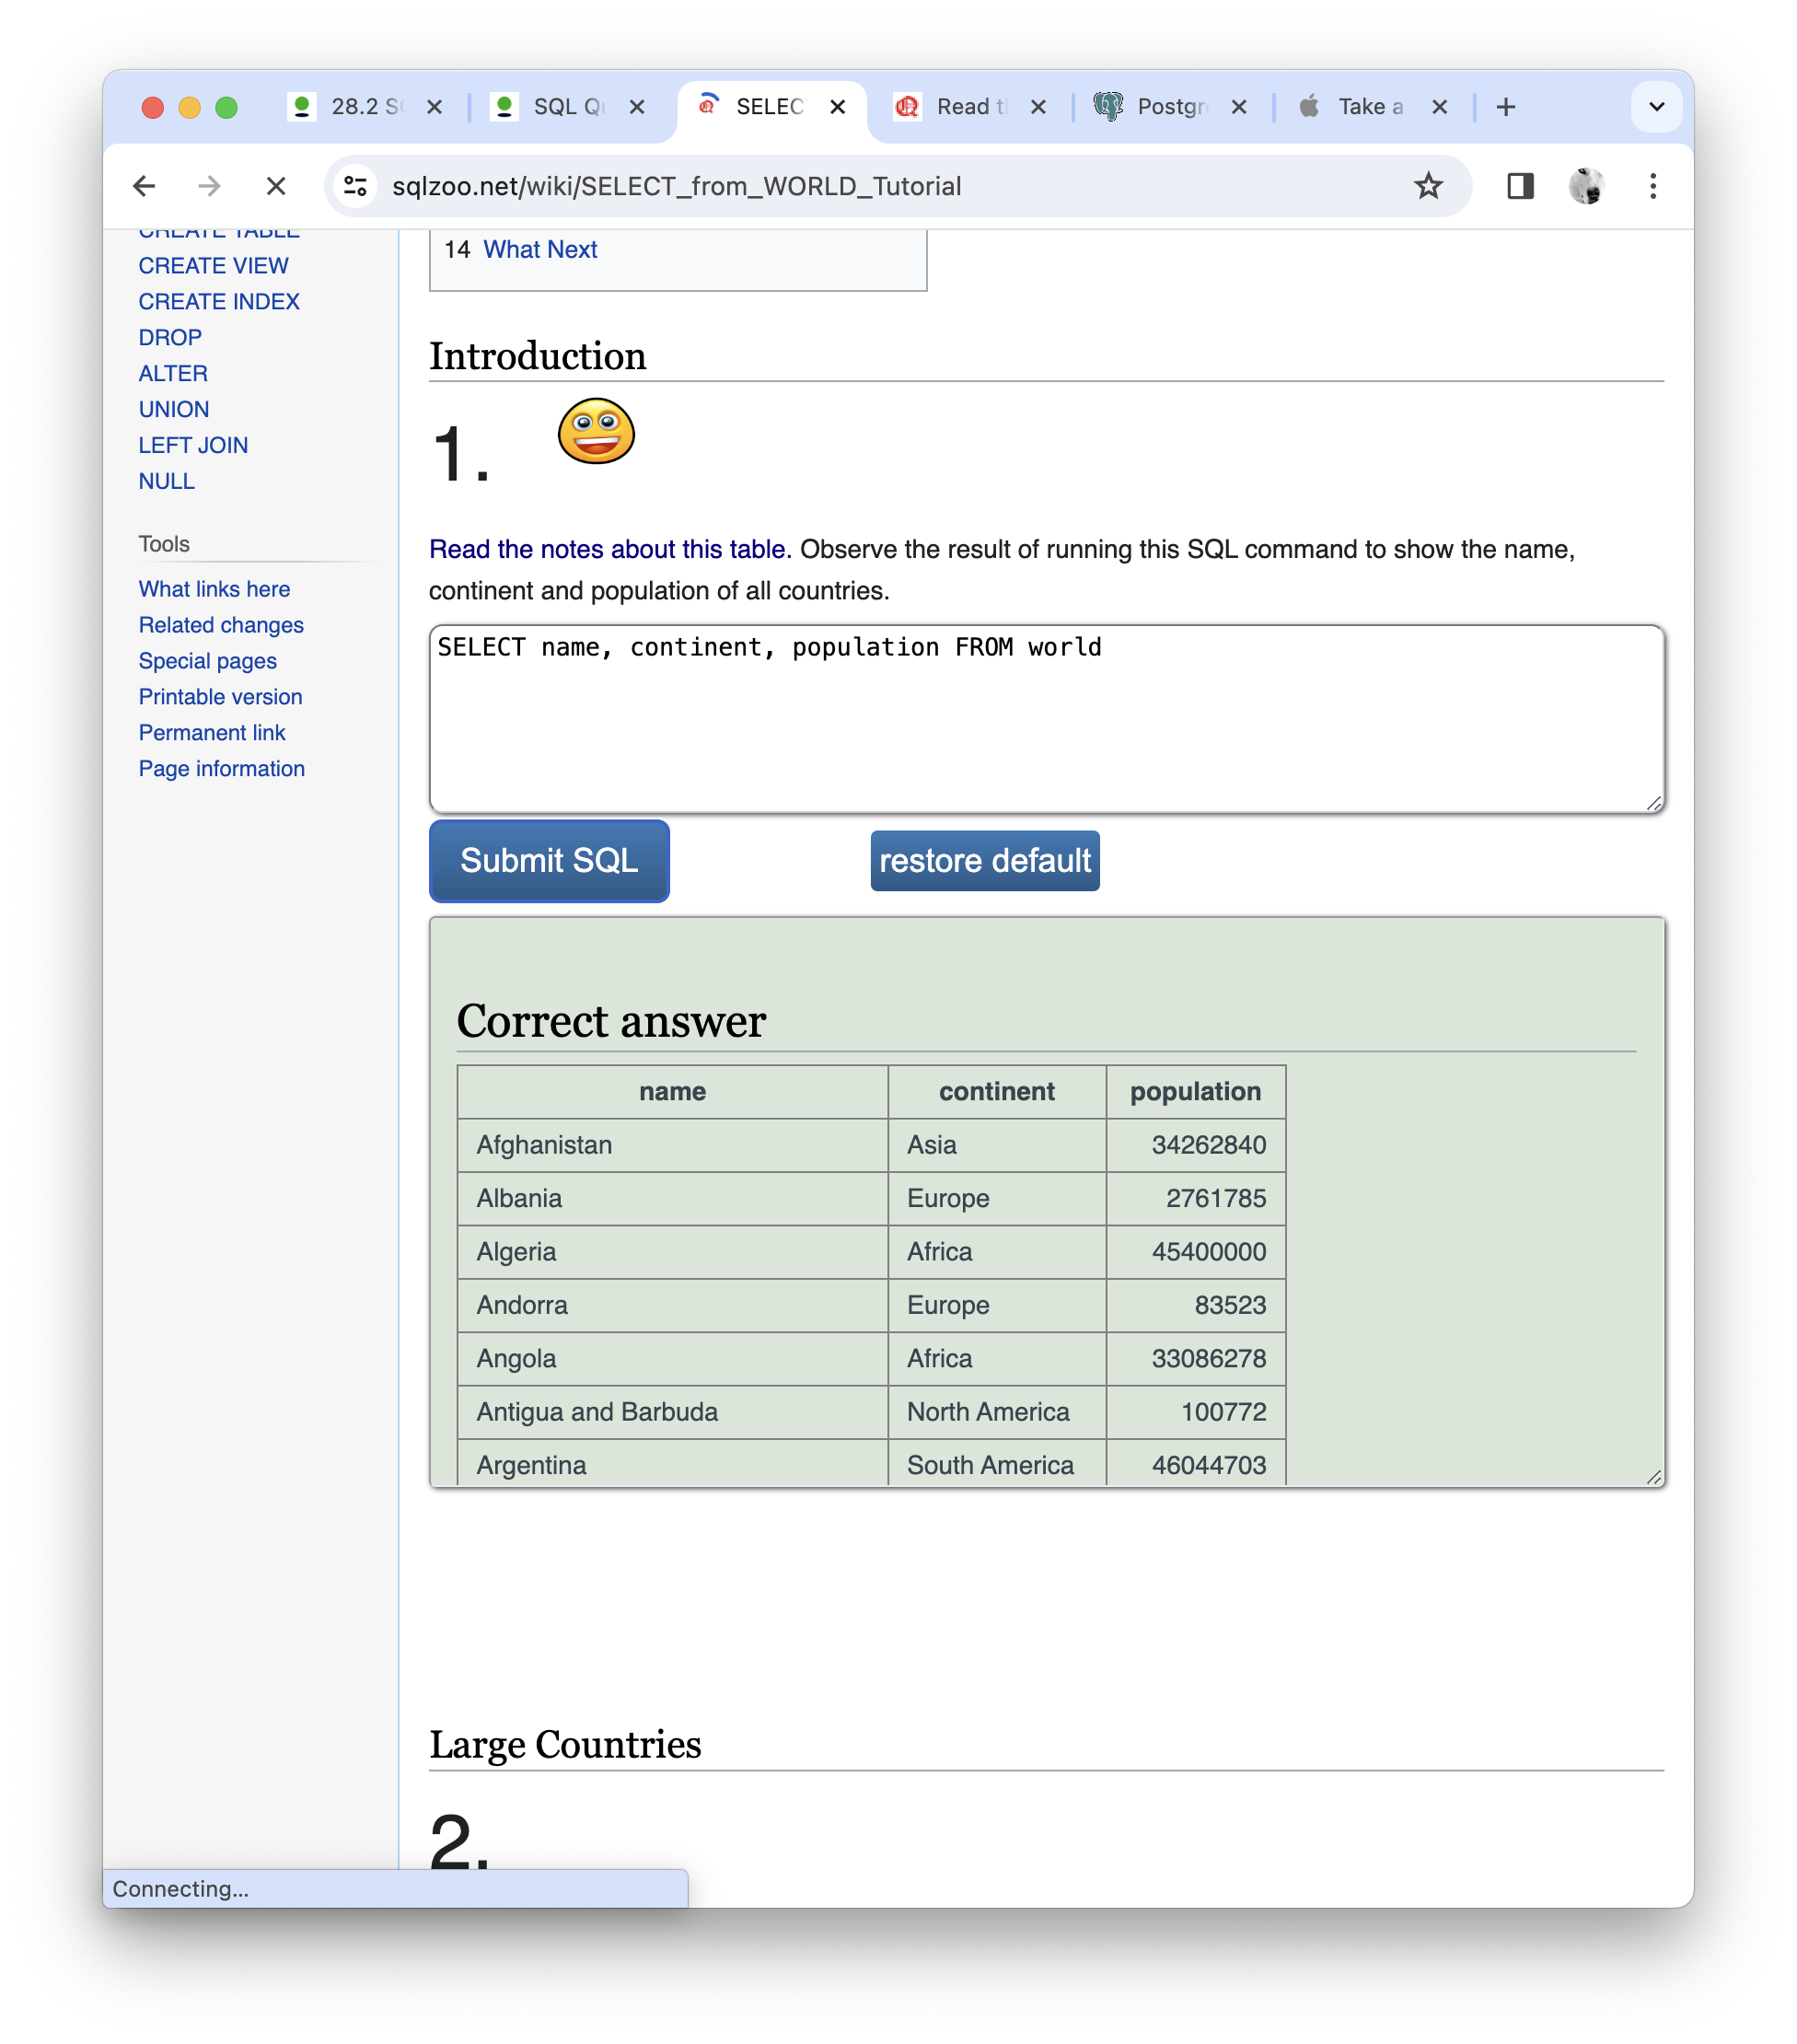 28.2 S
SQL Qu
SELEC
Read t
Postgr
Take a
sqlzoo.net/wiki/SELECT_from_WORLD_Tutorial
CREATE TABLE
CREATE VIEW
CREATE INDEX
DROP
ALTER
UNION
LEFT JOIN
NULL
Tools
What links here
Related changes
Special pages
Printable version
Permanent link
Page information
14 What Next
Introduction
1.
Read the notes about this table. Observe the result of running this SQL command to show the name,
continent and population of all countries.
SELECT name, continent, population FROM world
Submit SQL
restore default
Correct answer
name continent population
Afghanistan Asia 34262840
Albania Europe 2761785
Algeria Africa 45400000
Andorra Europe 83523
Angola Africa 33086278
Antigua and Barbuda North America 100772
Argentina South America 46044703
Large Countries
2.
Connecting...